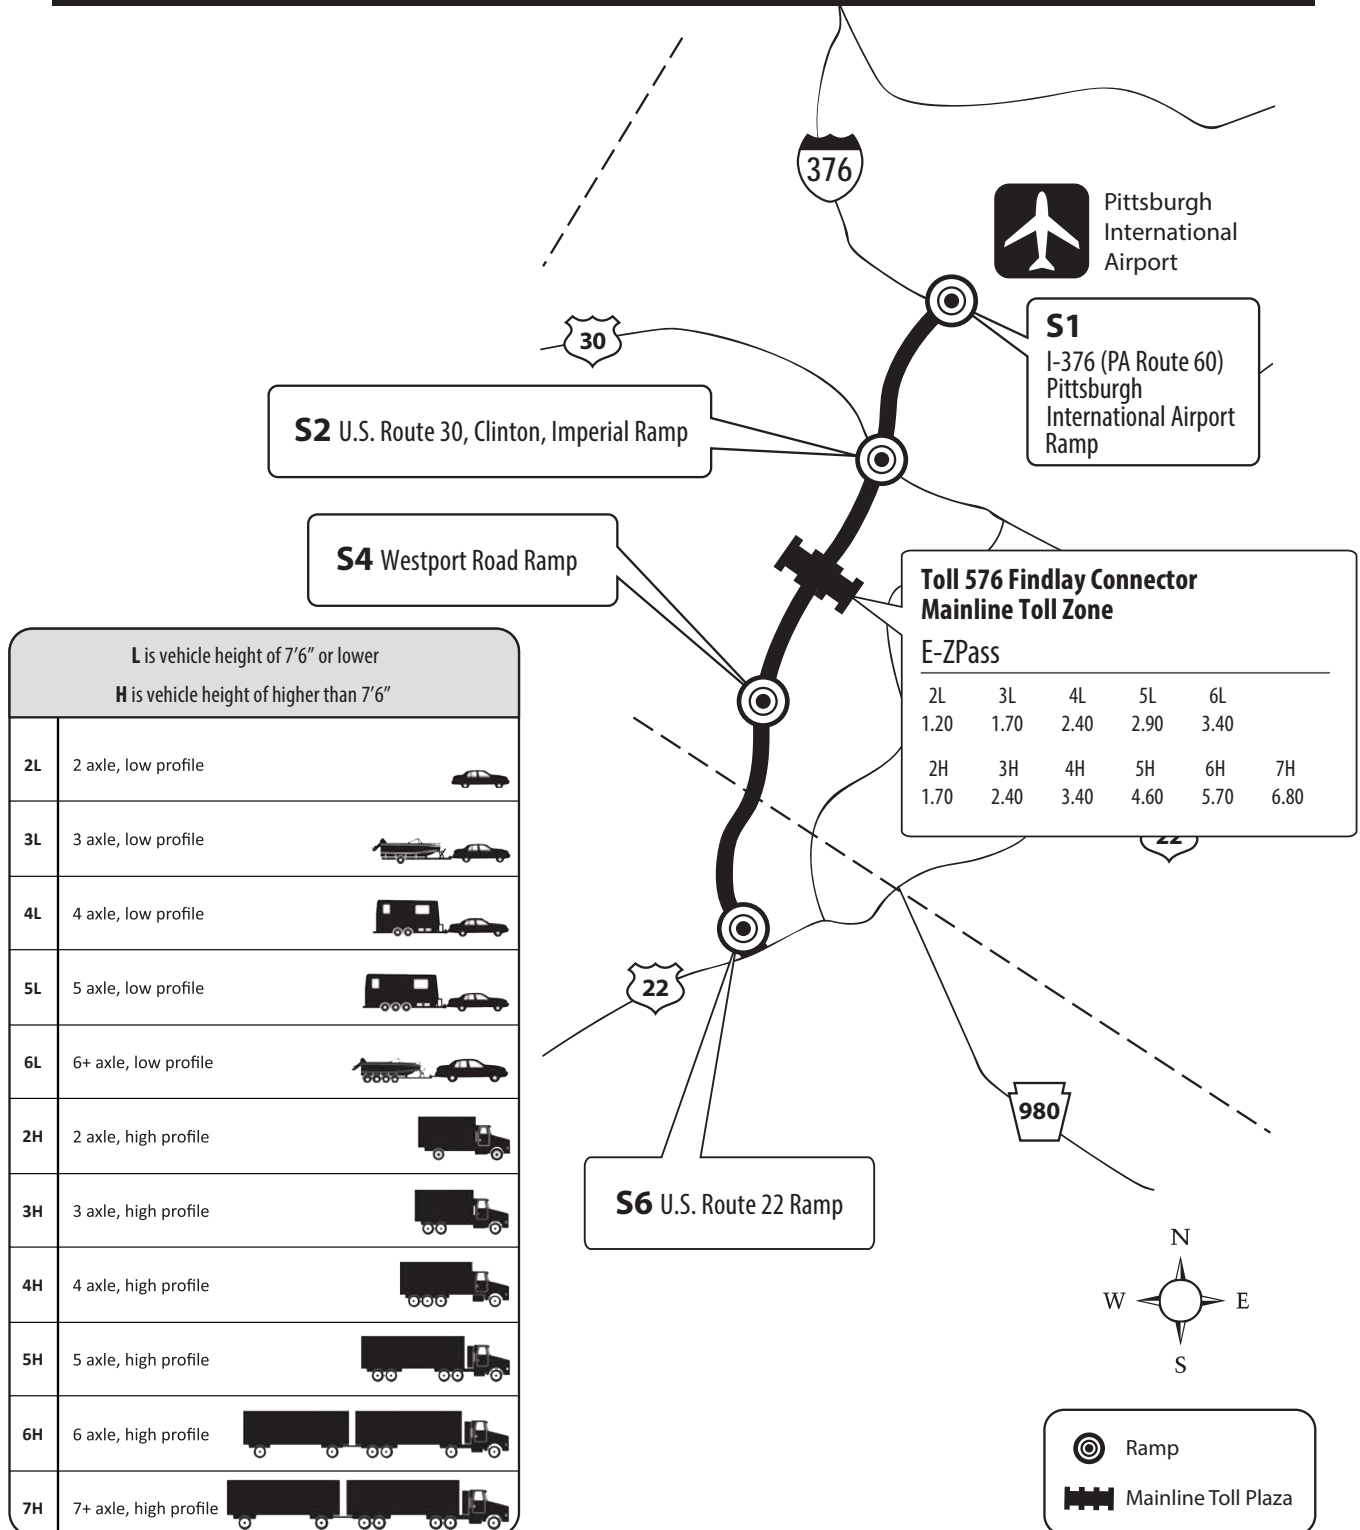 376
Pittsburgh
International
Airport
S1
I-376 (PA Route 60)
Pittsburgh
International Airport
Ramp
30
S2 U.S. Route 30, Clinton, Imperial Ramp
S4 Westport Road Ramp
Toll 576 Findlay Connector
Mainline Toll Zone
E-ZPass
2L 3L 4L 5L 6L
1.20 1.70 2.40 2.90 3.40
2H 3H 4H 5H 6H 7H
1.70 2.40 3.40 4.60 5.70 6.80
22
L is vehicle height of 7’6” or lower
H is vehicle height of higher than 7’6”
2L 2 axle, low profile
3L 3 axle, low profile
4L 4 axle, low profile
5L 5 axle, low profile
6L 6+ axle, low profile
2H 2 axle, high profile
3H 3 axle, high profile
4H 4 axle, high profile
5H 5 axle, high profile
6H 6 axle, high profile
7H 7+ axle, high profile
22
980
S6 U.S. Route 22 Ramp
N
W E
S
Ramp
Mainline Toll Plaza